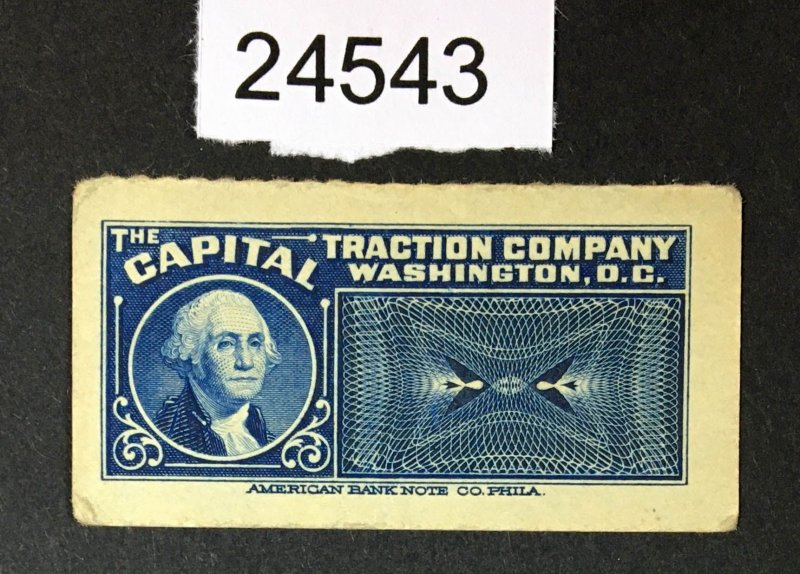 24543
THE CAPITAL TRACTION COMPANY
WASHINGTON, D.C.
AMERICAN BANK NOTE CO. PHILA.